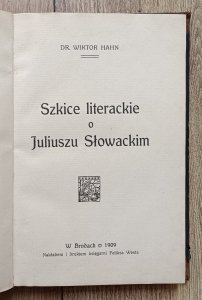 DR. WIKTOR HAHN
Szkice literackie
o
Juliuszu Słowackim
W Brodach 1909
Nakładem i drukiem księgarni Feliksa Westa